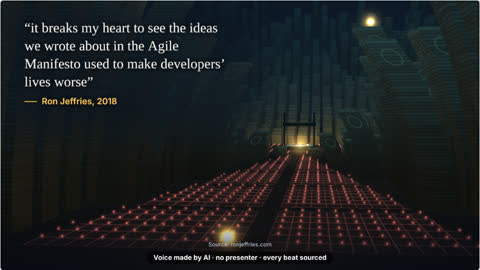 “it breaks my heart to see the ideas
we wrote about in the Agile
Manifesto used to make developers’
lives worse”
— Ron Jeffries, 2018
Source: ronjeffries.com
Voice made by AI · no presenter · every beat sourced